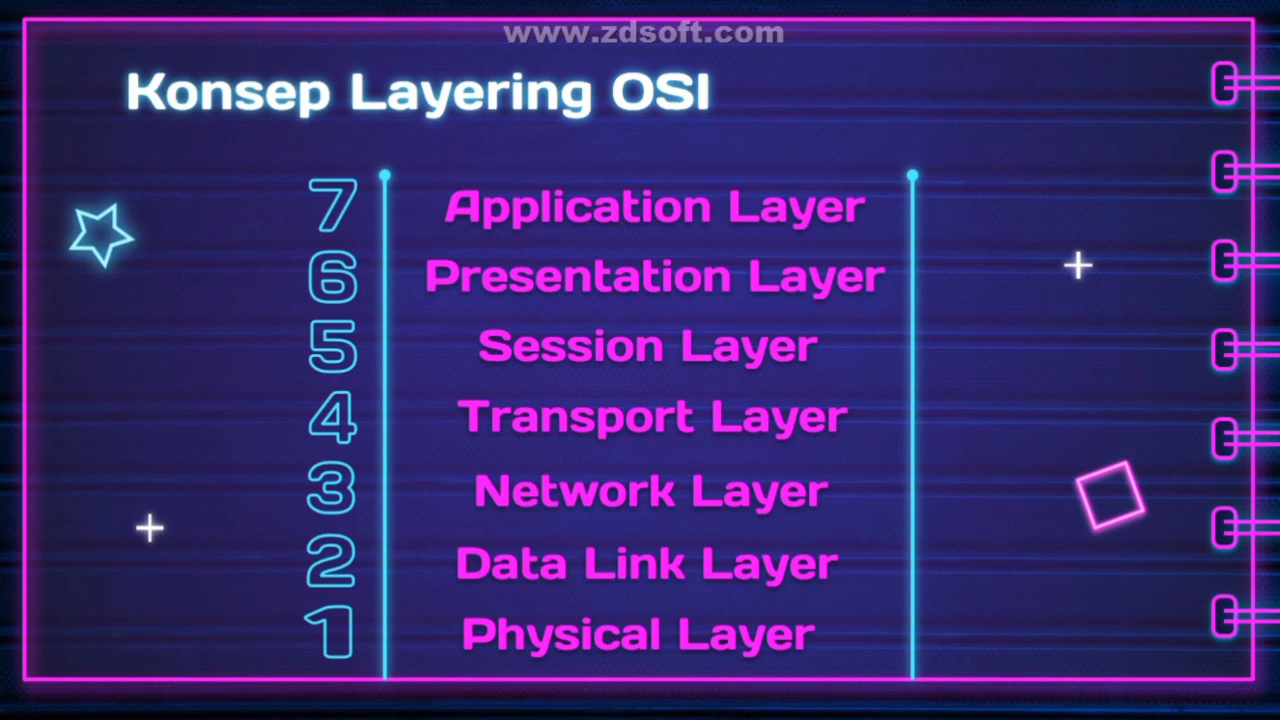 www.zdsoft.com
Konsep Layering OSI
7 Application Layer
6 Presentation Layer
5 Session Layer
4 Transport Layer
3 Network Layer
2 Data Link Layer
1 Physical Layer